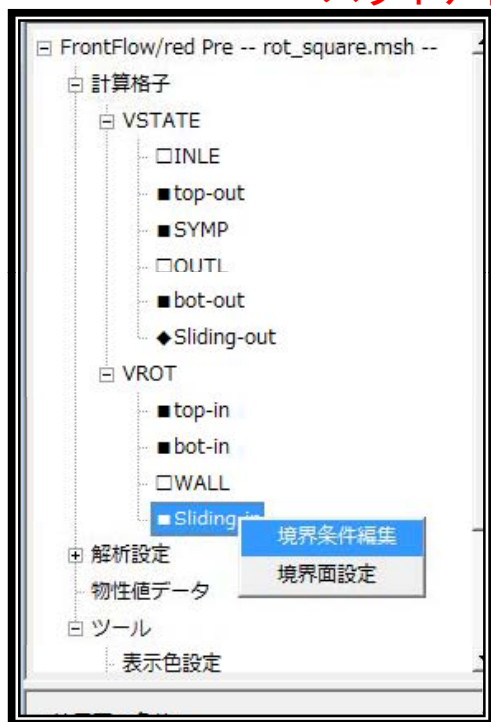 FrontFlow/red Pre -- rot_square.msh --
計算格子
VSTATE
□INLE
■top-out
■SYMP
□OUTL
■bot-out
◆Sliding-out
VROT
■top-in
■bot-in
□WALL
■Sliding-in
境界条件編集
境界面設定
解析設定
物性値データ
ツール
表示色設定